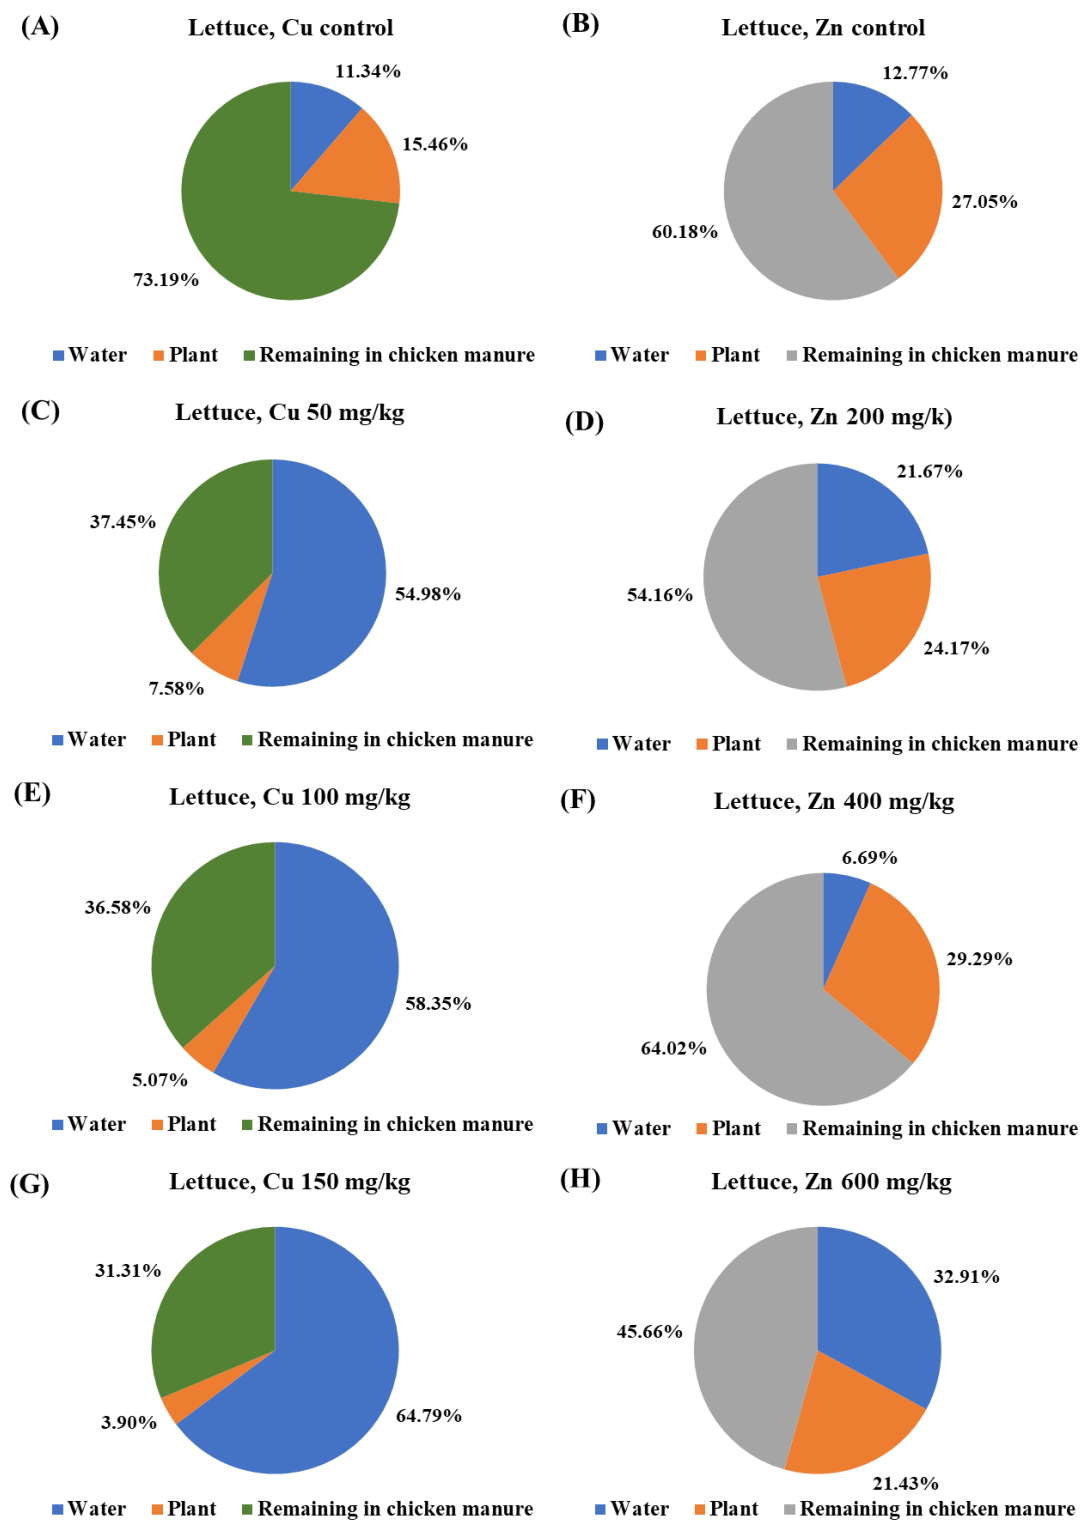 (A) Lettuce, Cu control
11.34%
15.46%
73.19%
Water Plant Remaining in chicken manure
(B) Lettuce, Zn control
12.77%
27.05%
60.18%
Water Plant Remaining in chicken manure
(C) Lettuce, Cu 50 mg/kg
37.45%
54.98%
7.58%
Water Plant Remaining in chicken manure
(D) Lettuce, Zn 200 mg/k)
21.67%
54.16%
24.17%
Water Plant Remaining in chicken manure
(E) Lettuce, Cu 100 mg/kg
36.58%
58.35%
5.07%
Water Plant Remaining in chicken manure
(F) Lettuce, Zn 400 mg/kg
6.69%
29.29%
64.02%
Water Plant Remaining in chicken manure
(G) Lettuce, Cu 150 mg/kg
31.31%
64.79%
3.90%
Water Plant Remaining in chicken manure
(H) Lettuce, Zn 600 mg/kg
32.91%
45.66%
21.43%
Water Plant Remaining in chicken manure